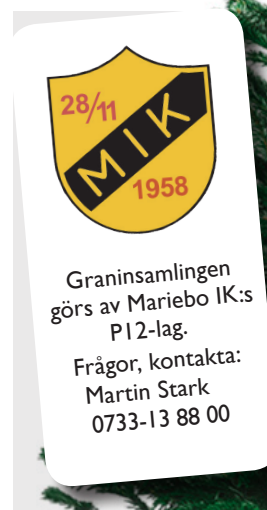 28/11
MIK
1958
Graninsamlingen
görs av Mariebo IK:s
P12-lag.
Frågor, kontakta:
Martin Stark
0733-13 88 00